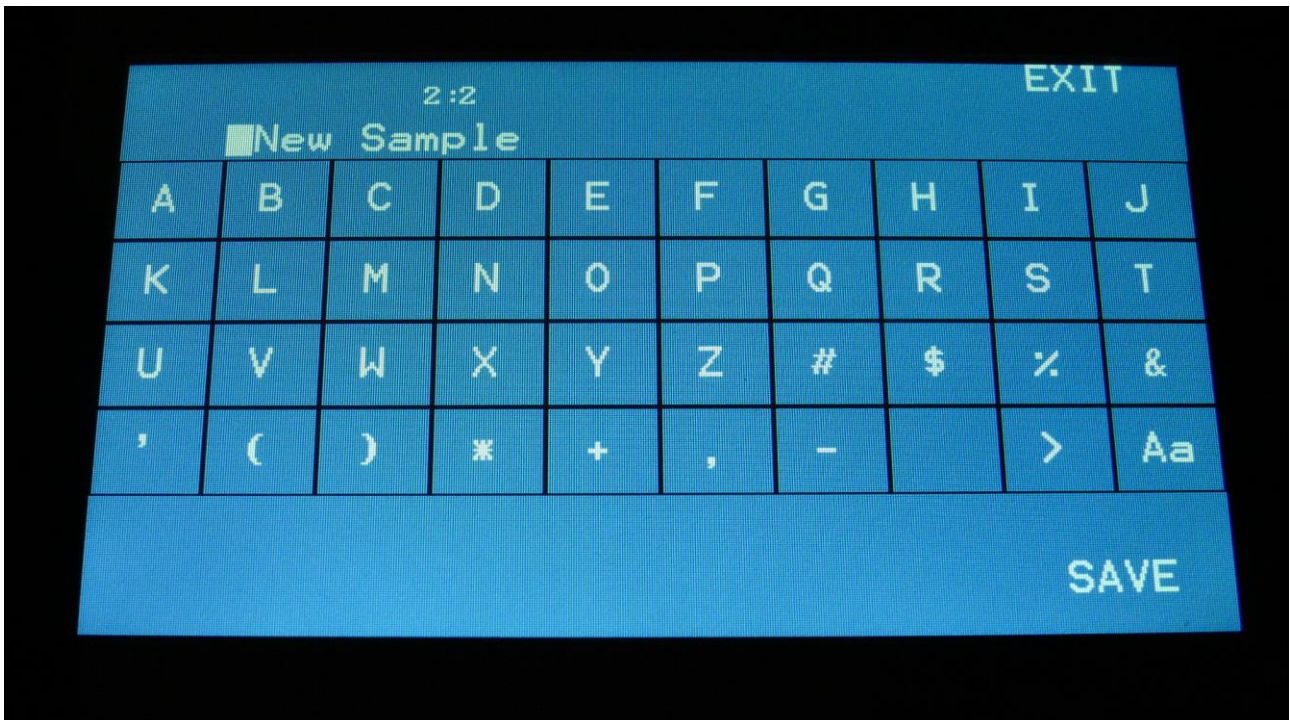 EXIT
2:2
New Sample
A B C D E F G H I J
K L M N O P Q R S T
U V W X Y Z # $ % &
' ( ) * + , - > Aa
SAVE